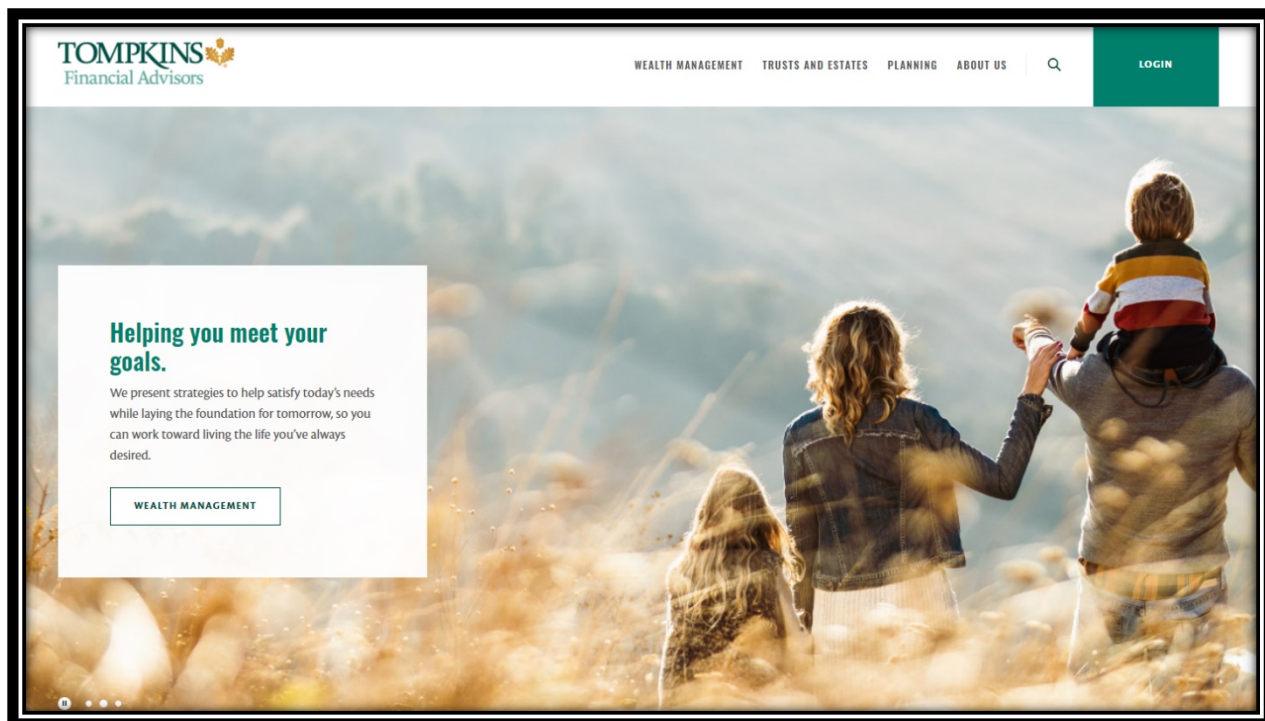 TOMPKINS
Financial Advisors
WEALTH MANAGEMENT TRUSTS AND ESTATES PLANNING ABOUT US LOGIN
Helping you meet your
goals.
We present strategies to help satisfy today's needs
while laying the foundation for tomorrow, so you
can work toward living the life you've always
desired.
WEALTH MANAGEMENT